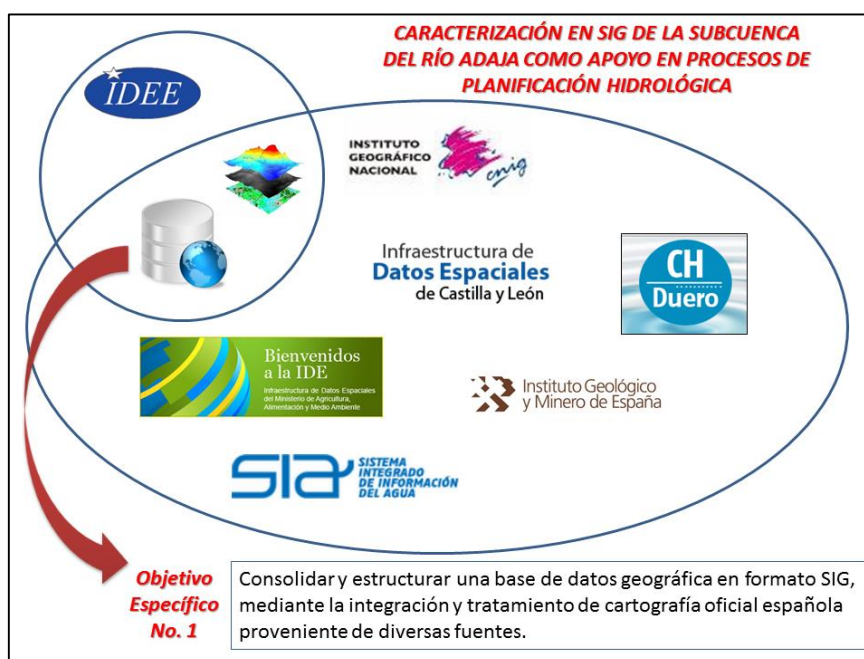 CARACTERIZACIÓN EN SIG DE LA SUBCUENCA
DEL RÍO ADAJA COMO APOYO EN PROCESOS DE
PLANIFICACIÓN HIDROLÓGICA
IDEE
INSTITUTO
GEOGRÁFICO
NACIONAL
cnig
Infraestructura de
Datos Espaciales
de Castilla y León
CH
Duero
Bienvenidos
a la IDE
Infraestructura de Datos Espaciales
del Ministerio de Agricultura,
Alimentación y Medio Ambiente
Instituto Geológico
y Minero de España
sia
SISTEMA
INTEGRADO
DE INFORMACIÓN
DEL AGUA
Objetivo
Específico
No. 1
Consolidar y estructurar una base de datos geográfica en formato SIG,
mediante la integración y tratamiento de cartografía oficial española
proveniente de diversas fuentes.